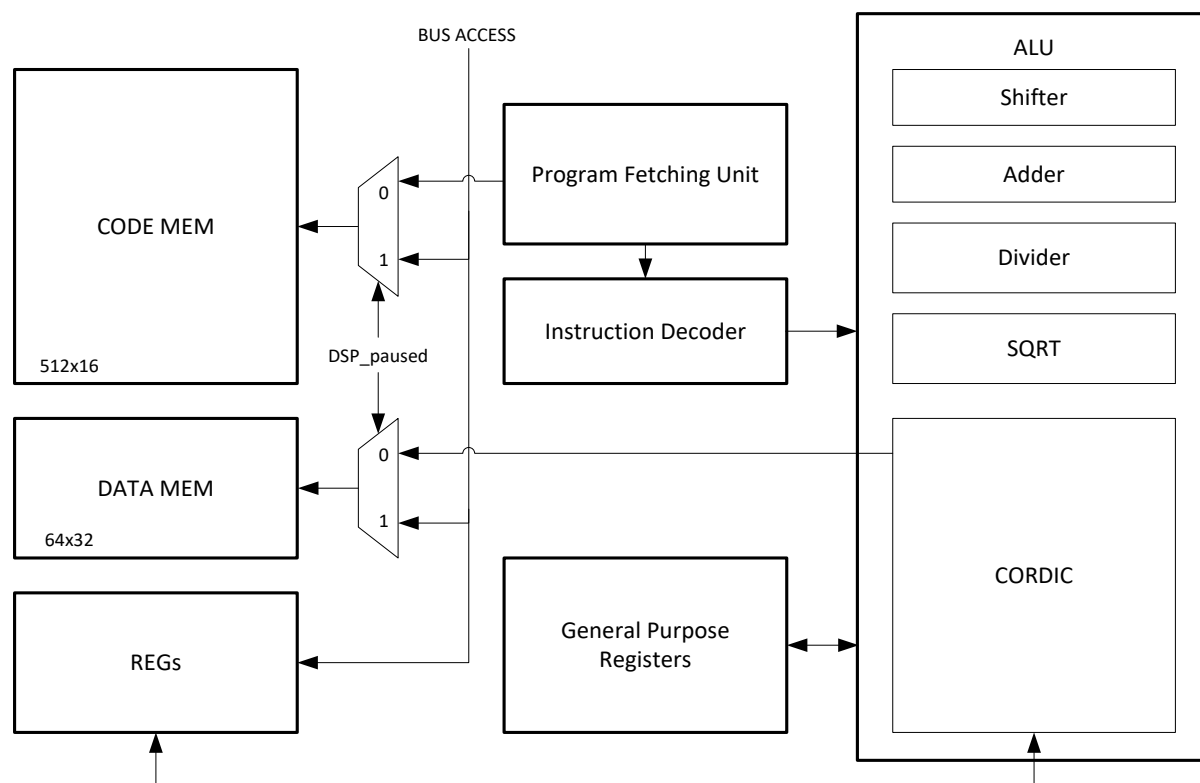 BUS ACCESS
CODE MEM
512x16
0
1
DSP_paused
Program Fetching Unit
Instruction Decoder
ALU
Shifter
Adder
Divider
SQRT
DATA MEM
64x32
0
1
REGs
General Purpose
Registers
CORDIC